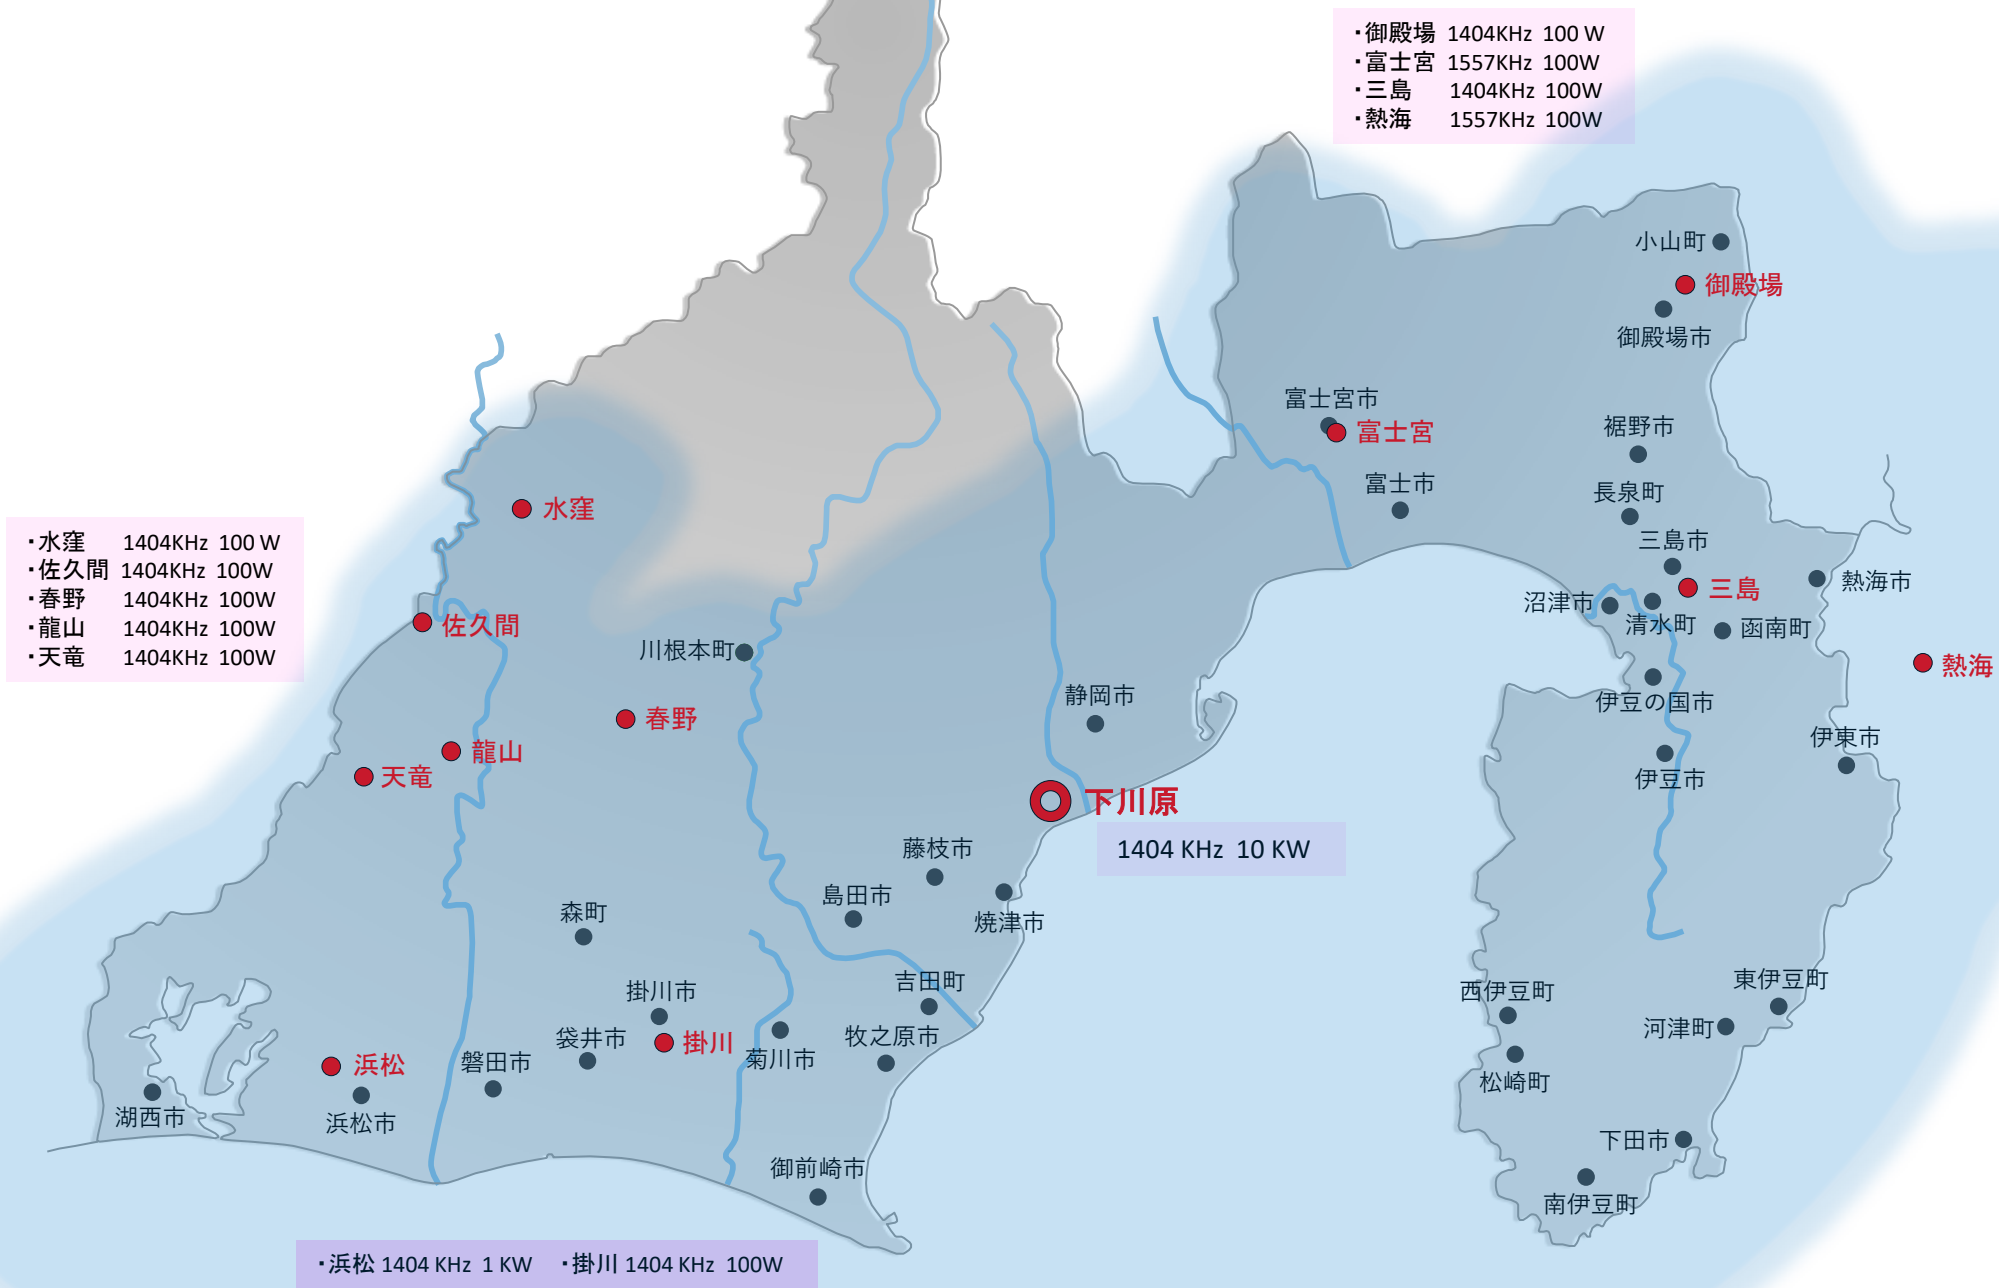 ・御殿場 1404KHz 100 W
・富士宮 1557KHz 100W
・三島 1404KHz 100W
・熱海 1557KHz 100W
小山町
御殿場
御殿場市
富士宮市
富士宮
裾野市
富士市
長泉町
水窪
・水窪 1404KHz 100 W
・佐久間 1404KHz 100W
・春野 1404KHz 100W
・龍山 1404KHz 100W
・天竜 1404KHz 100W
三島市
熱海市
三島
沼津市
清水町
函南町
佐久間
川根本町
熱海
静岡市
伊豆の国市
春野
龍山
天竜
伊東市
伊豆市
下川原
1404 KHz 10 KW
藤枝市
島田市
焼津市
森町
吉田町
掛川市
西伊豆町
東伊豆町
河津町
袋井市
掛川
菊川市
牧之原市
浜松
磐田市
松崎町
湖西市
浜松市
下田市
御前崎市
南伊豆町
・浜松 1404 KHz 1 KW ・掛川 1404 KHz 100W